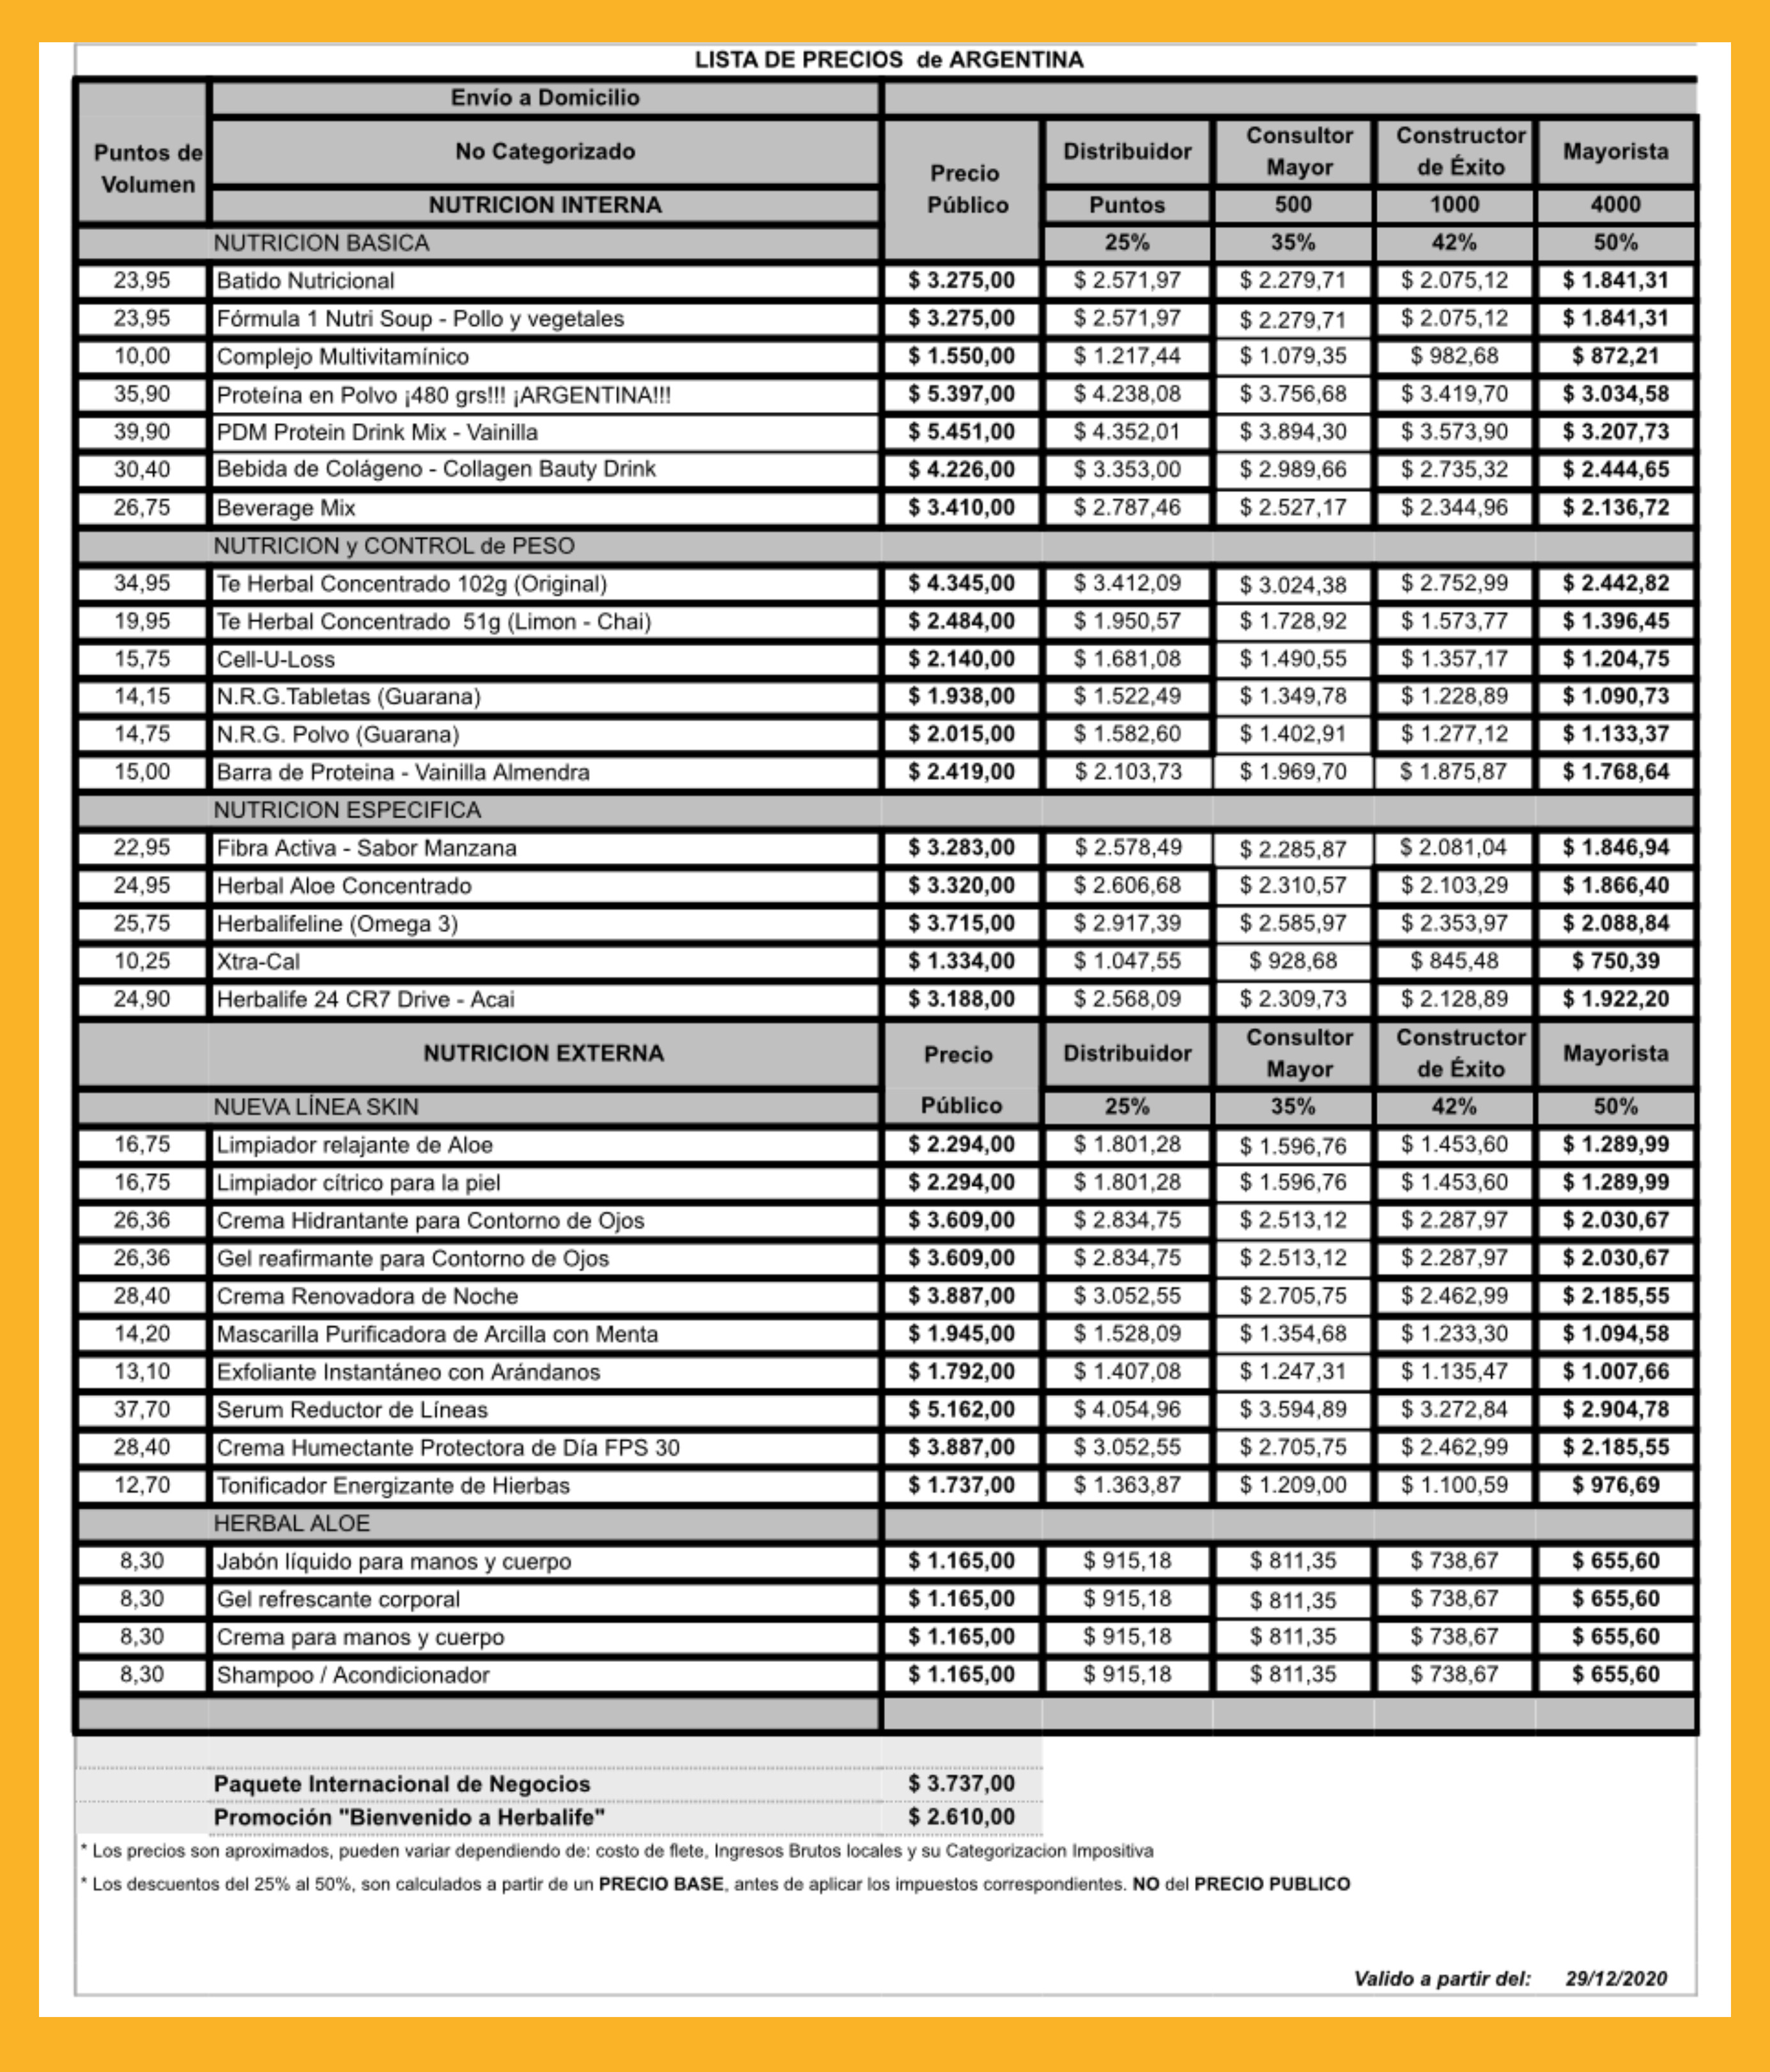 LISTA DE PRECIOS de ARGENTINA
Envío a Domicilio
Puntos de Volumen No Categorizado Precio Público Distribuidor Consultor Mayor Constructor de Éxito Mayorista
NUTRICION INTERNA Puntos 500 1000 4000
NUTRICION BASICA 25% 35% 42% 50%
23,95 Batido Nutricional $ 3.275,00 $ 2.571,97 $ 2.279,71 $ 2.075,12 $ 1.841,31
23,95 Fórmula 1 Nutri Soup - Pollo y vegetales $ 3.275,00 $ 2.571,97 $ 2.279,71 $ 2.075,12 $ 1.841,31
10,00 Complejo Multivitamínico $ 1.550,00 $ 1.217,44 $ 1.079,35 $ 982,68 $ 872,21
35,90 Proteína en Polvo ¡480 grs!!! ¡ARGENTINA!!! $ 5.397,00 $ 4.238,08 $ 3.756,68 $ 3.419,70 $ 3.034,58
39,90 PDM Protein Drink Mix - Vainilla $ 5.451,00 $ 4.352,01 $ 3.894,30 $ 3.573,90 $ 3.207,73
30,40 Bebida de Colágeno - Collagen Bauty Drink $ 4.226,00 $ 3.353,00 $ 2.989,66 $ 2.735,32 $ 2.444,65
26,75 Beverage Mix $ 3.410,00 $ 2.787,46 $ 2.527,17 $ 2.344,96 $ 2.136,72
NUTRICION y CONTROL de PESO
34,95 Te Herbal Concentrado 102g (Original) $ 4.345,00 $ 3.412,09 $ 3.024,38 $ 2.752,99 $ 2.442,82
19,95 Te Herbal Concentrado 51g (Limon - Chai) $ 2.484,00 $ 1.950,57 $ 1.728,92 $ 1.573,77 $ 1.396,45
15,75 Cell-U-Loss $ 2.140,00 $ 1.681,08 $ 1.490,55 $ 1.357,17 $ 1.204,75
14,15 N.R.G.Tabletas (Guarana) $ 1.938,00 $ 1.522,49 $ 1.349,78 $ 1.228,89 $ 1.090,73
14,75 N.R.G. Polvo (Guarana) $ 2.015,00 $ 1.582,60 $ 1.402,91 $ 1.277,12 $ 1.133,37
15,00 Barra de Proteina - Vainilla Almendra $ 2.419,00 $ 2.103,73 $ 1.969,70 $ 1.875,87 $ 1.768,64
NUTRICION ESPECIFICA
22,95 Fibra Activa - Sabor Manzana $ 3.283,00 $ 2.578,49 $ 2.285,87 $ 2.081,04 $ 1.846,94
24,95 Herbal Aloe Concentrado $ 3.320,00 $ 2.606,68 $ 2.310,57 $ 2.103,29 $ 1.866,40
25,75 Herbalifeline (Omega 3) $ 3.715,00 $ 2.917,39 $ 2.585,97 $ 2.353,97 $ 2.088,84
10,25 Xtra-Cal $ 1.334,00 $ 1.047,55 $ 928,68 $ 845,48 $ 750,39
24,90 Herbalife 24 CR7 Drive - Acai $ 3.188,00 $ 2.568,09 $ 2.309,73 $ 2.128,89 $ 1.922,20
NUTRICION EXTERNA Precio Distribuidor Consultor Mayor Constructor de Éxito Mayorista
NUEVA LÍNEA SKIN Público 25% 35% 42% 50%
16,75 Limpiador relajante de Aloe $ 2.294,00 $ 1.801,28 $ 1.596,76 $ 1.453,60 $ 1.289,99
16,75 Limpiador cítrico para la piel $ 2.294,00 $ 1.801,28 $ 1.596,76 $ 1.453,60 $ 1.289,99
26,36 Crema Hidrantante para Contorno de Ojos $ 3.609,00 $ 2.834,75 $ 2.513,12 $ 2.287,97 $ 2.030,67
26,36 Gel reafirmante para Contorno de Ojos $ 3.609,00 $ 2.834,75 $ 2.513,12 $ 2.287,97 $ 2.030,67
28,40 Crema Renovadora de Noche $ 3.887,00 $ 3.052,55 $ 2.705,75 $ 2.462,99 $ 2.185,55
14,20 Mascarilla Purificadora de Arcilla con Menta $ 1.945,00 $ 1.528,09 $ 1.354,68 $ 1.233,30 $ 1.094,58
13,10 Exfoliante Instantáneo con Arándanos $ 1.792,00 $ 1.407,08 $ 1.247,31 $ 1.135,47 $ 1.007,66
37,70 Serum Reductor de Líneas $ 5.162,00 $ 4.054,96 $ 3.594,89 $ 3.272,84 $ 2.904,78
28,40 Crema Humectante Protectora de Día FPS 30 $ 3.887,00 $ 3.052,55 $ 2.705,75 $ 2.462,99 $ 2.185,55
12,70 Tonificador Energizante de Hierbas $ 1.737,00 $ 1.363,87 $ 1.209,00 $ 1.100,59 $ 976,69
HERBAL ALOE
8,30 Jabón líquido para manos y cuerpo $ 1.165,00 $ 915,18 $ 811,35 $ 738,67 $ 655,60
8,30 Gel refrescante corporal $ 1.165,00 $ 915,18 $ 811,35 $ 738,67 $ 655,60
8,30 Crema para manos y cuerpo $ 1.165,00 $ 915,18 $ 811,35 $ 738,67 $ 655,60
8,30 Shampoo / Acondicionador $ 1.165,00 $ 915,18 $ 811,35 $ 738,67 $ 655,60
Paquete Internacional de Negocios $ 3.737,00
Promoción "Bienvenido a Herbalife" $ 2.610,00
* Los precios son aproximados, pueden variar dependiendo de: costo de flete, Ingresos Brutos locales y su Categorizacion Impositiva
* Los descuentos del 25% al 50%, son calculados a partir de un PRECIO BASE, antes de aplicar los impuestos correspondientes. NO del PRECIO PUBLICO
Valido a partir del: 29/12/2020